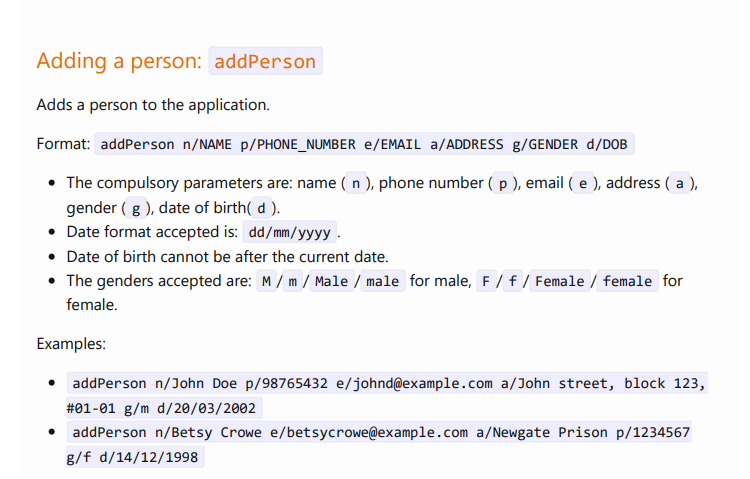 Adding a person: addPerson
Adds a person to the application.
Format: addPerson n/NAME p/PHONE_NUMBER e/EMAIL a/ADDRESS g/GENDER d/DOB
• The compulsory parameters are: name ( n ), phone number ( p ), email ( e ), address ( a ),
gender ( g ), date of birth( d ).
• Date format accepted is: dd/mm/yyyy .
• Date of birth cannot be after the current date.
• The genders accepted are: M / m / Male / male for male, F / f / Female / female for
female.
Examples:
• addPerson n/John Doe p/98765432 e/johnd@example.com a/John street, block 123,
#01-01 g/m d/20/03/2002
• addPerson n/Betsy Crowe e/betsycrowe@example.com a/Newgate Prison p/1234567
g/f d/14/12/1998